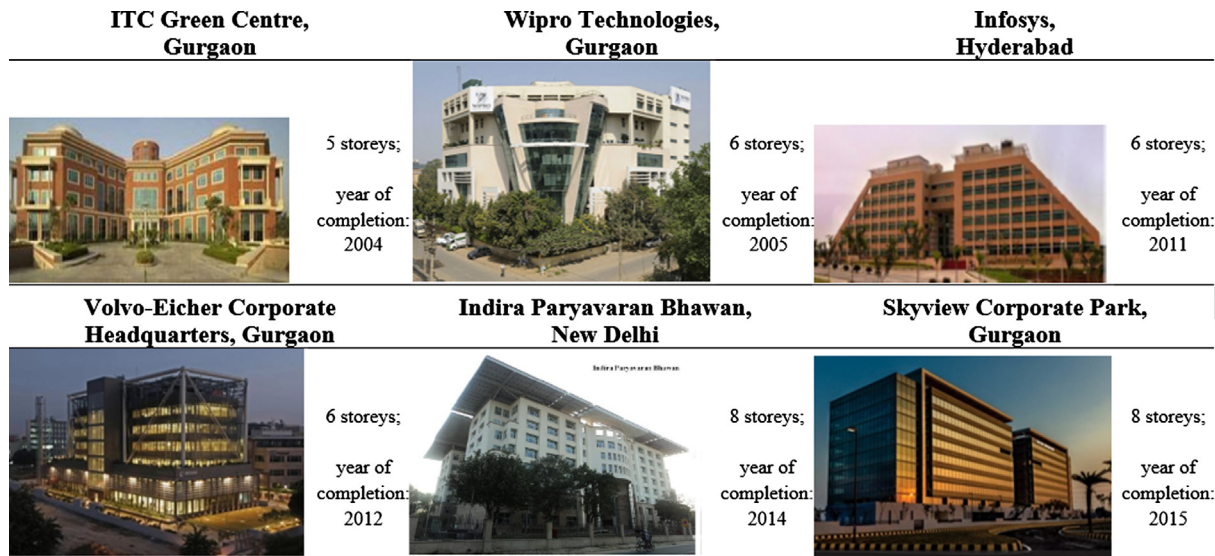 ITC Green Centre,
Gurgaon
Wipro Technologies,
Gurgaon
Infosys,
Hyderabad
5 storeys;
year of
completion:
2004
WIPRO
6 storeys;
year of
completion:
2005
6 storeys;
year of
completion:
2011
Volvo-Eicher Corporate
Headquarters, Gurgaon
Indira Paryavaran Bhawan,
New Delhi
Skyview Corporate Park,
Gurgaon
6 storeys;
year of
completion:
2012
Indira Paryavaran Bhawan
8 storeys;
year of
completion:
2014
8 storeys;
year of
completion:
2015